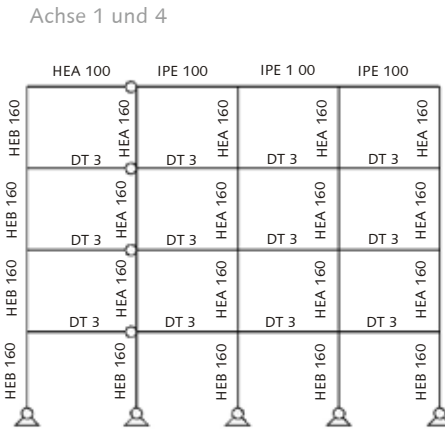 Achse 1 und 4
HEA 100 IPE 100 IPE 1 00 IPE 100
HEB 160 HEA 160 HEA 160 HEA 160 HEA 160
DT 3 DT 3 DT 3 DT 3
HEB 160 HEA 160 HEA 160 HEA 160 HEA 160
DT 3 DT 3 DT 3 DT 3
HEB 160 HEA 160 HEA 160 HEA 160 HEA 160
DT 3 DT 3 DT 3 DT 3
HEB 160 HEB 160 HEB 160 HEB 160 HEB 160